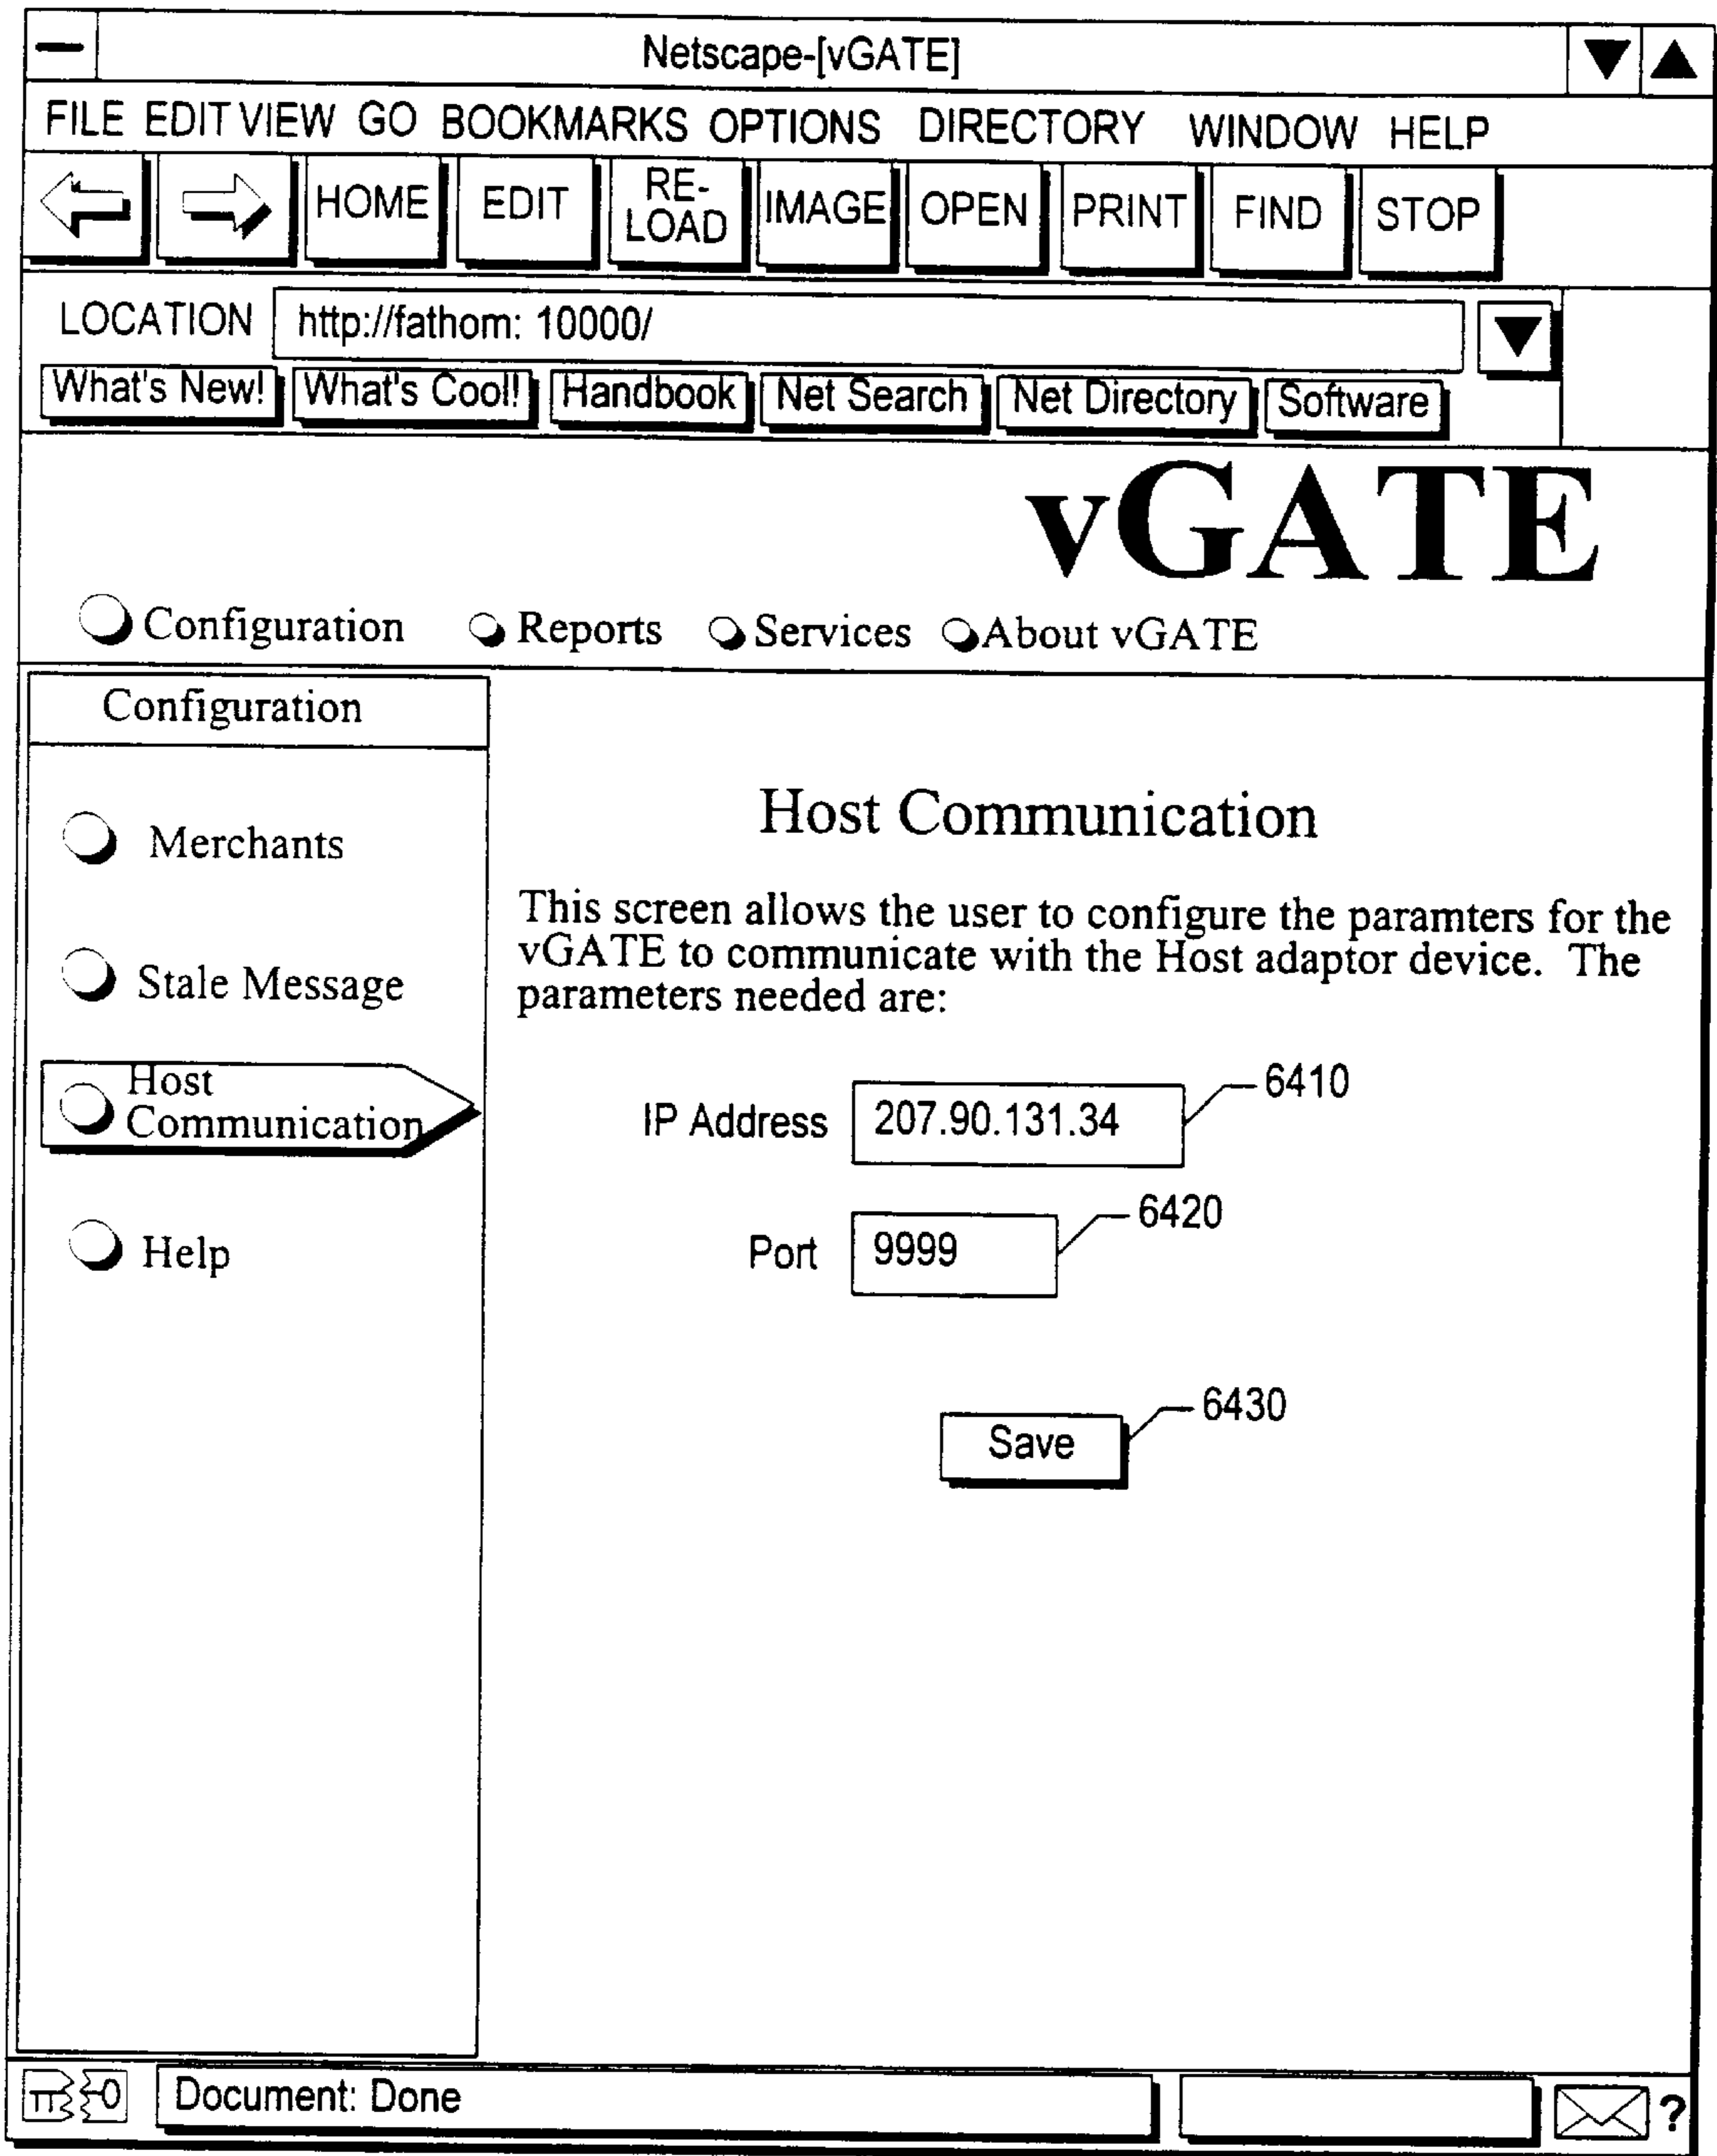 Netscape-[vGATE]
FILE EDIT VIEW GO BOOKMARKS OPTIONS DIRECTORY WINDOW HELP
HOME EDIT RE-LOAD IMAGE OPEN PRINT FIND STOP
LOCATION http://fathom: 10000/
What's New! What's Cool! Handbook Net Search Net Directory Software
vGATE
Configuration Reports Services About vGATE
Configuration
Merchants
Stale Message
Host
Communication
Help
Host Communication
This screen allows the user to configure the paramters for the
vGATE to communicate with the Host adaptor device. The
parameters needed are:
IP Address 207.90.131.34 6410
Port 9999 6420
Save 6430
Document: Done
?